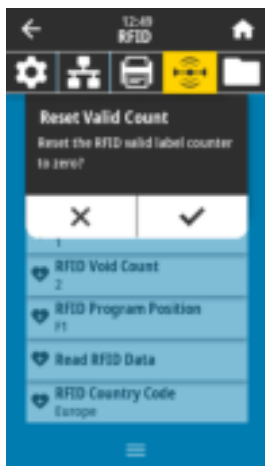 12:49
RFID
Reset Valid Count
Reset the RFID valid label counter
to zero?
1
RFID Void Count
2
RFID Program Position
F1
Read RFID Data
RFID Country Code
Europe